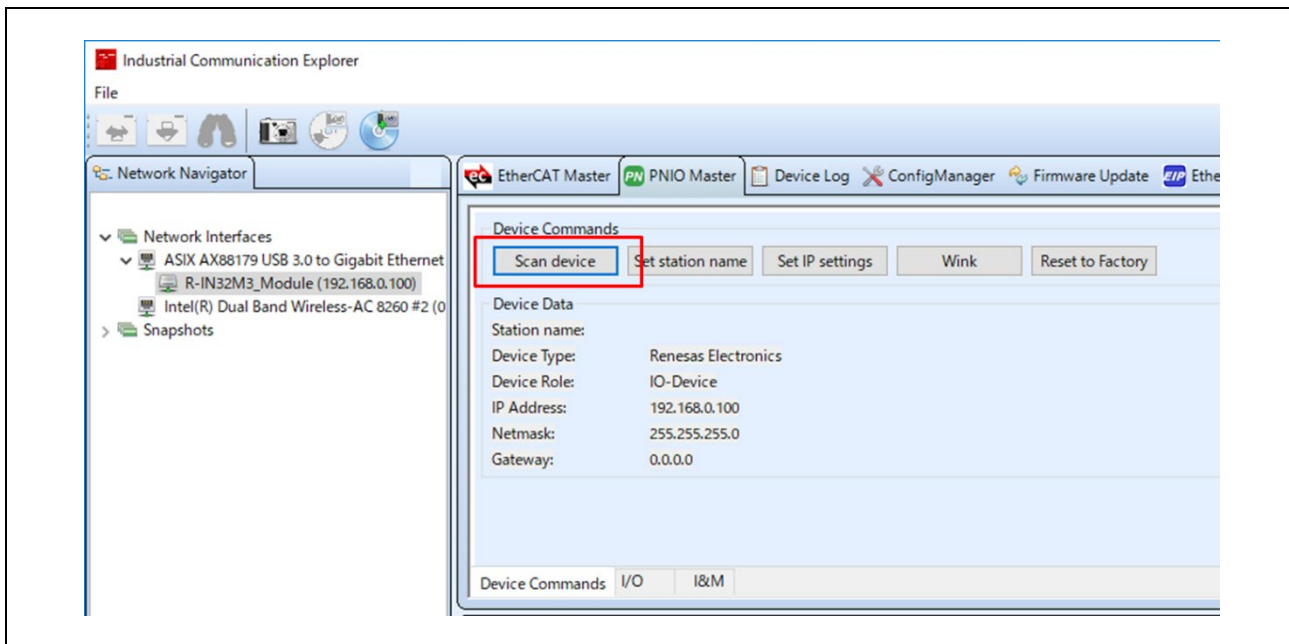 Industrial Communication Explorer
File
Network Navigator
EtherCAT Master PNIO Master Device Log ConfigManager Firmware Update EIP Ethe
Network Interfaces
ASIX AX88179 USB 3.0 to Gigabit Ethernet
R-IN32M3_Module (192.168.0.100)
Intel(R) Dual Band Wireless-AC 8260 #2 (0
Snapshots
Device Commands
Scan device Set station name Set IP settings Wink Reset to Factory
Device Data
Station name:
Device Type: Renesas Electronics
Device Role: IO-Device
IP Address: 192.168.0.100
Netmask: 255.255.255.0
Gateway: 0.0.0.0
Device Commands I/O I&M